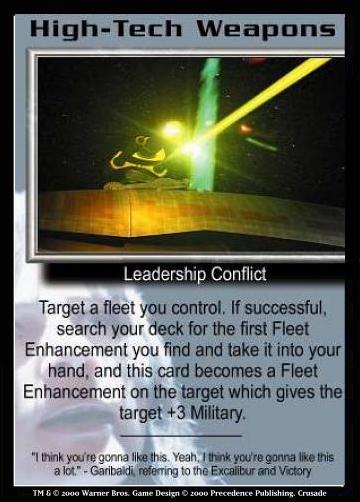 High-Tech Weapons
Leadership Conflict
Target a fleet you control. If successful,
search your deck for the first Fleet
Enhancement you find and take it into your
hand, and this card becomes a Fleet
Enhancement on the target which gives the
target +3 Military.
"I think you're gonna like this. Yeah, I think you're gonna like this
a lot." - Garibaldi, referring to the Excalibur and Victory
TM & © 2000 Warner Bros. Game Design © 2000 Precedence Publishing. Crusade